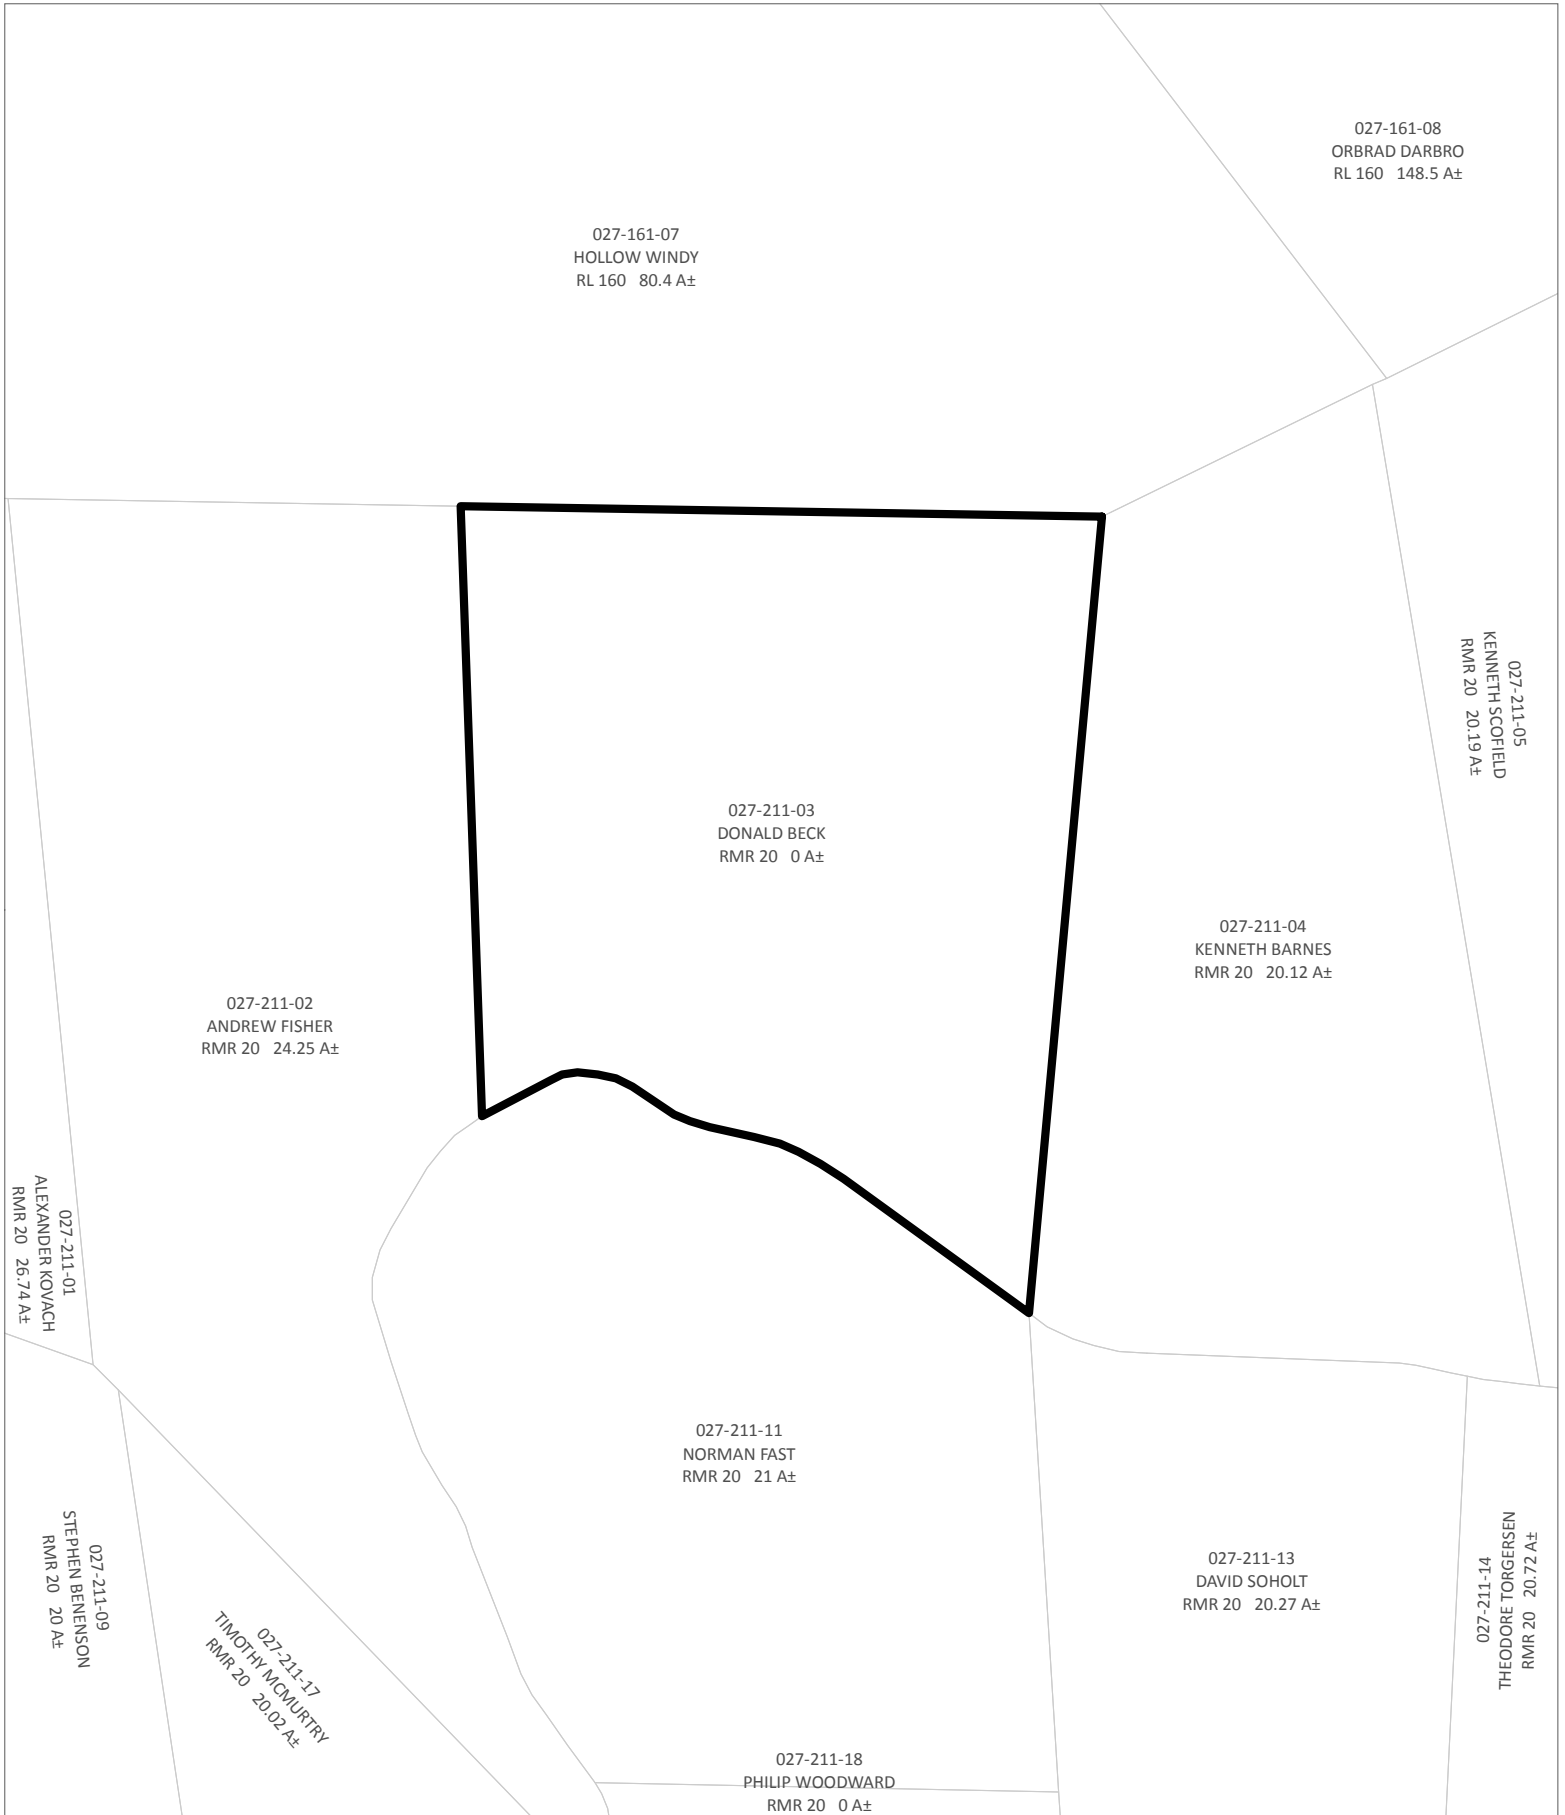 027-161-08
ORBRAD DARBRO
RL 160 148.5 A±
027-161-07
HOLLOW WINDY
RL 160 80.4 A±
027-211-05
KENNETH SCOFIELD
RMR 20 20.19 A±
027-211-03
DONALD BECK
RMR 20 0 A±
027-211-04
KENNETH BARNES
RMR 20 20.12 A±
027-211-02
ANDREW FISHER
RMR 20 24.25 A±
027-211-01
ALEXANDER KOVACH
RMR 20 26.74 A±
027-211-11
NORMAN FAST
RMR 20 21 A±
027-211-09
STEPHEN BENENSON
RMR 20 20 A±
027-211-17
TIMOTHY MCMURTRY
RMR 20 20.02 A±
027-211-13
DAVID SOHOLT
RMR 20 20.27 A±
027-211-14
THEODORE TORGERSEN
RMR 20 20.72 A±
027-211-18
PHILIP WOODWARD
RMR 20 0 A±